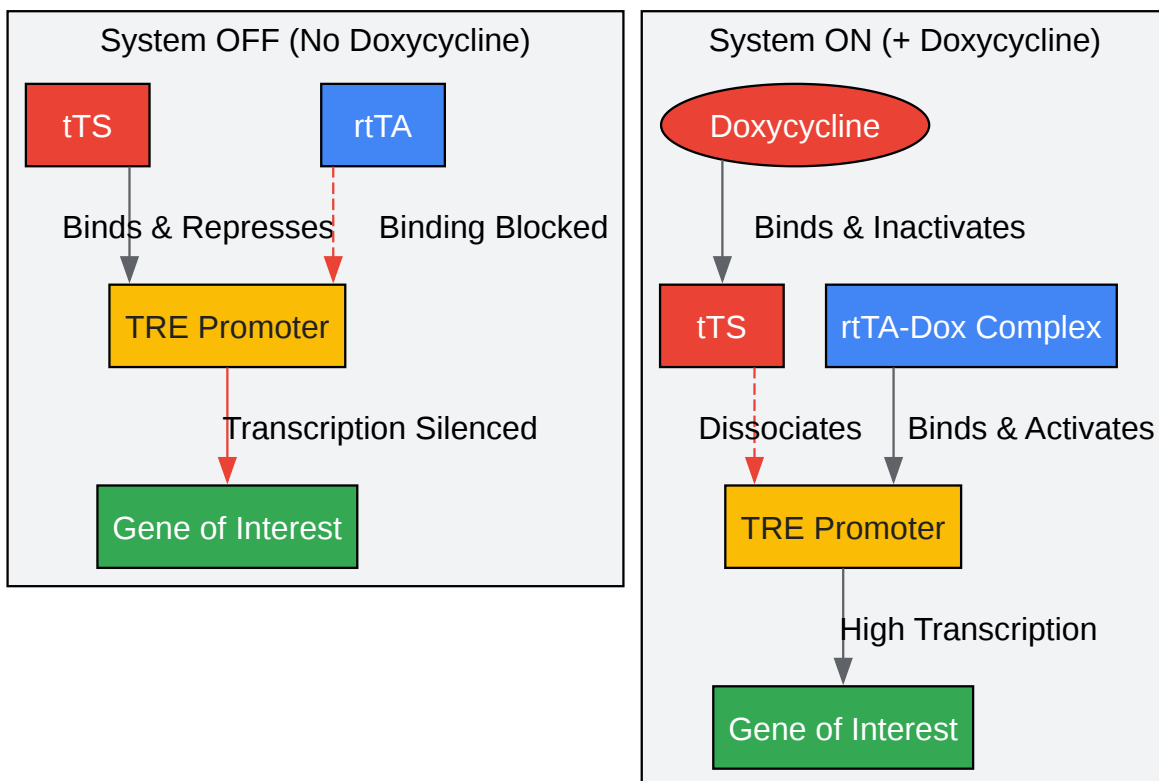 System OFF (No Doxycycline)
tTS
rtTA
Binds & Represses
Binding Blocked
TRE Promoter
Transcription Silenced
Gene of Interest
System ON (+ Doxycycline)
Doxycycline
Binds & Inactivates
tTS
rtTA-Dox Complex
Dissociates
Binds & Activates
TRE Promoter
High Transcription
Gene of Interest